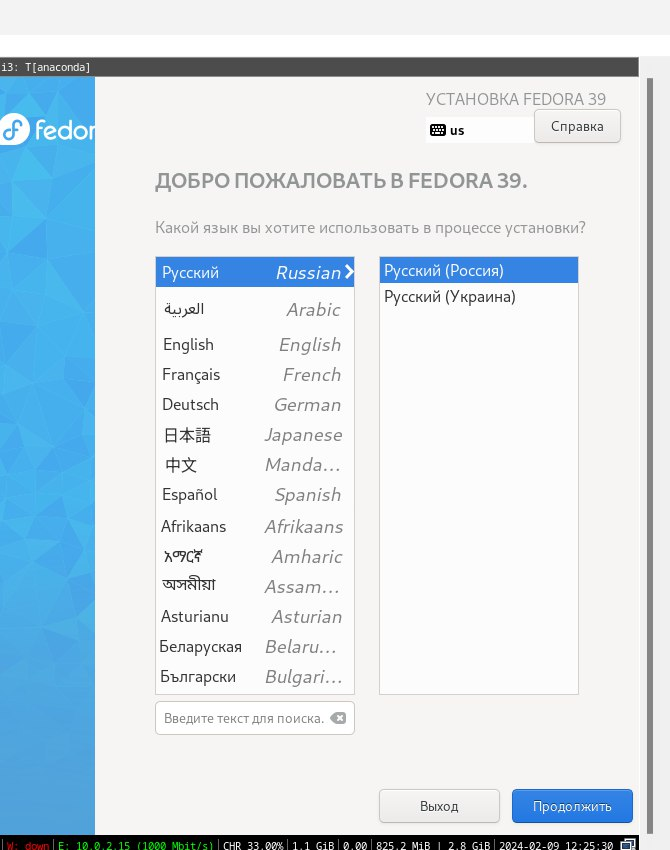 i3: T[anaconda]
УСТАНОВКА FEDORA 39
us
Справка
fedor
ДОБРО ПОЖАЛОВАТЬ В FEDORA 39.
Какой язык вы хотите использовать в процессе установки?
Русский Russian
العربية Arabic
English English
Français French
Deutsch German
日本語 Japanese
中文 Manda…
Español Spanish
Afrikaans Afrikaans
አማርኛ Amharic
অসমীয়া Assam…
Asturianu Asturian
Беларуская Belaru…
Български Bulgari…
Русский (Россия)
Русский (Украина)
Введите текст для поиска.
Выход
Продолжить
W: down E: 10.0.2.15 (1000 Mbit/s) CHR 33.00% 1.1 GiB 0.00 825.2 MiB | 2.8 GiB 2024-02-09 12:25:30